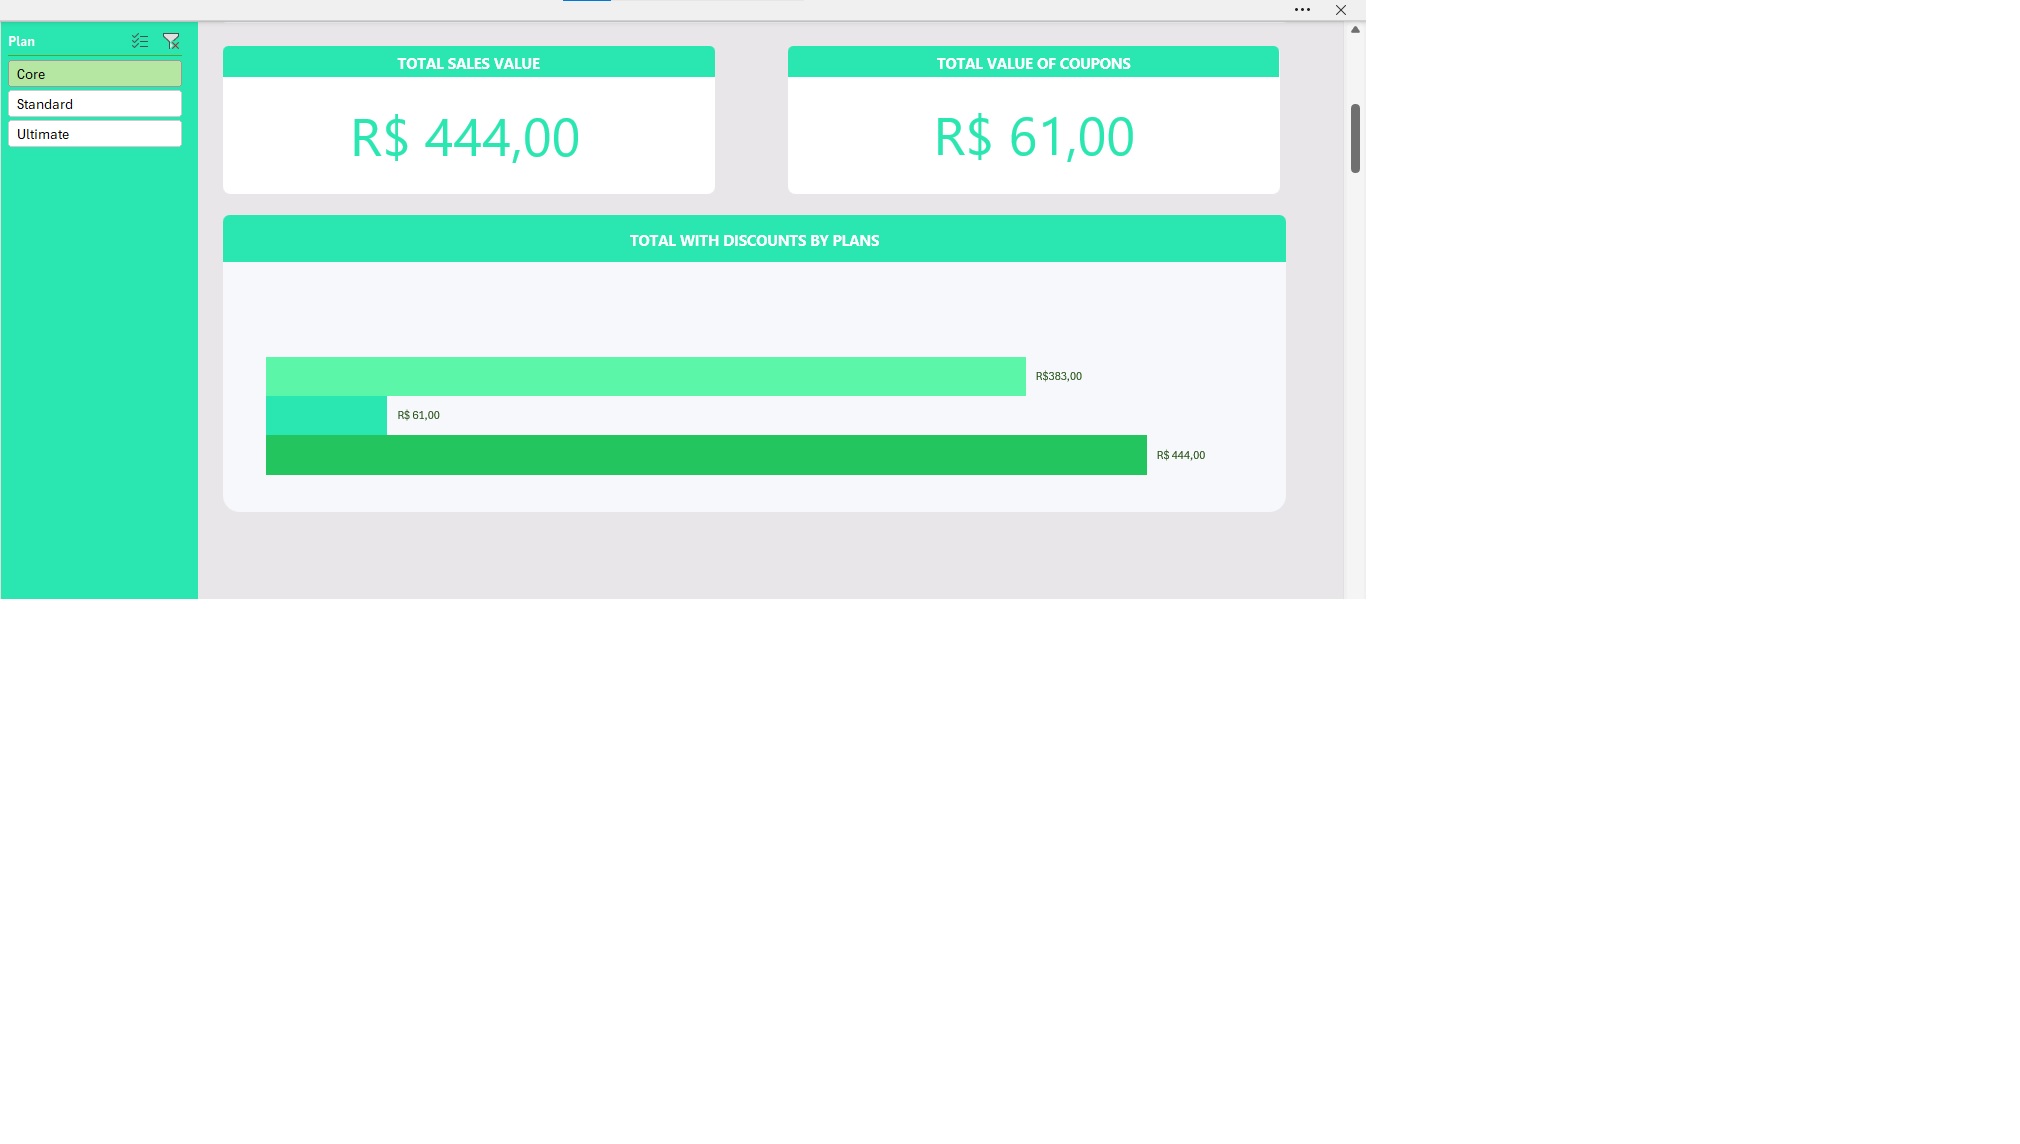 Plan
Core
Standard
Ultimate
TOTAL SALES VALUE
R$ 444,00
TOTAL VALUE OF COUPONS
R$ 61,00
TOTAL WITH DISCOUNTS BY PLANS
R$383,00
R$ 61,00
R$ 444,00